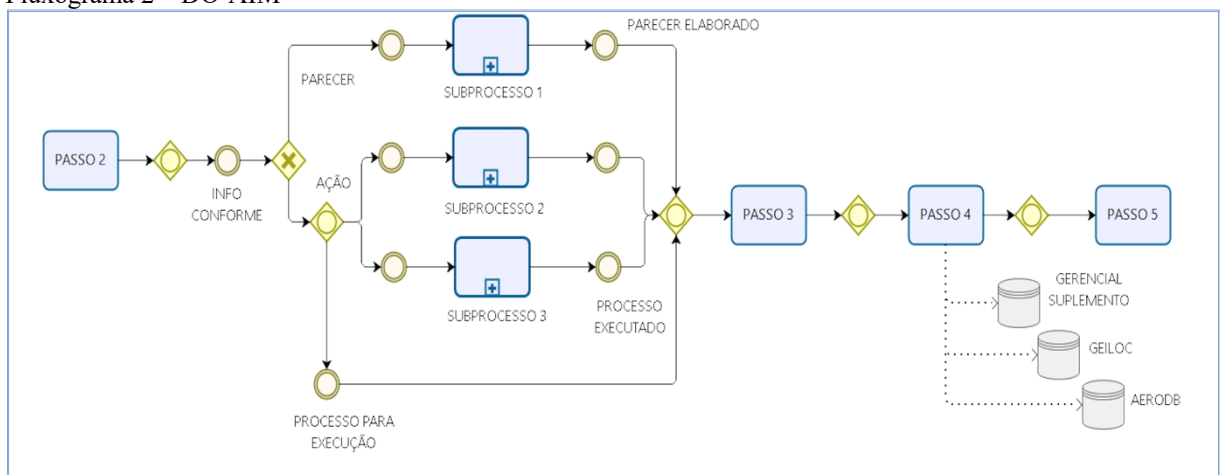 PARECER ELABORADO
PARECER
SUBPROCESSO 1
PASSO 2
INFO
CONFORME
AÇÃO
SUBPROCESSO 2
SUBPROCESSO 3
PROCESSO
EXECUTADO
PROCESSO PARA
EXECUÇÃO
PASSO 3
PASSO 4
PASSO 5
GERENCIAL
SUPLEMENTO
GEILOC
AERODB